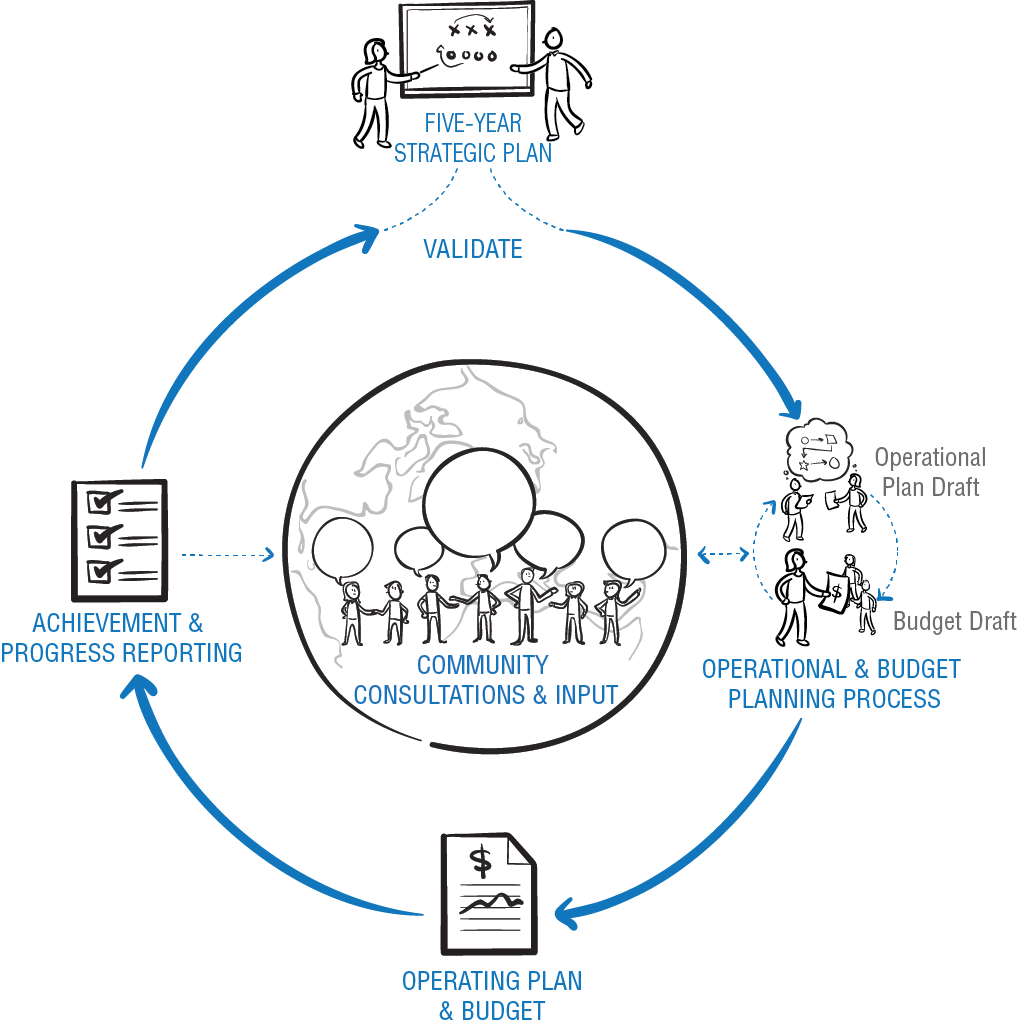 FIVE-YEAR
STRATEGIC PLAN
VALIDATE
Operational
Plan Draft
$
Budget Draft
OPERATIONAL & BUDGET
PLANNING PROCESS
ACHIEVEMENT &
PROGRESS REPORTING
COMMUNITY
CONSULTATIONS & INPUT
$
OPERATING PLAN
& BUDGET